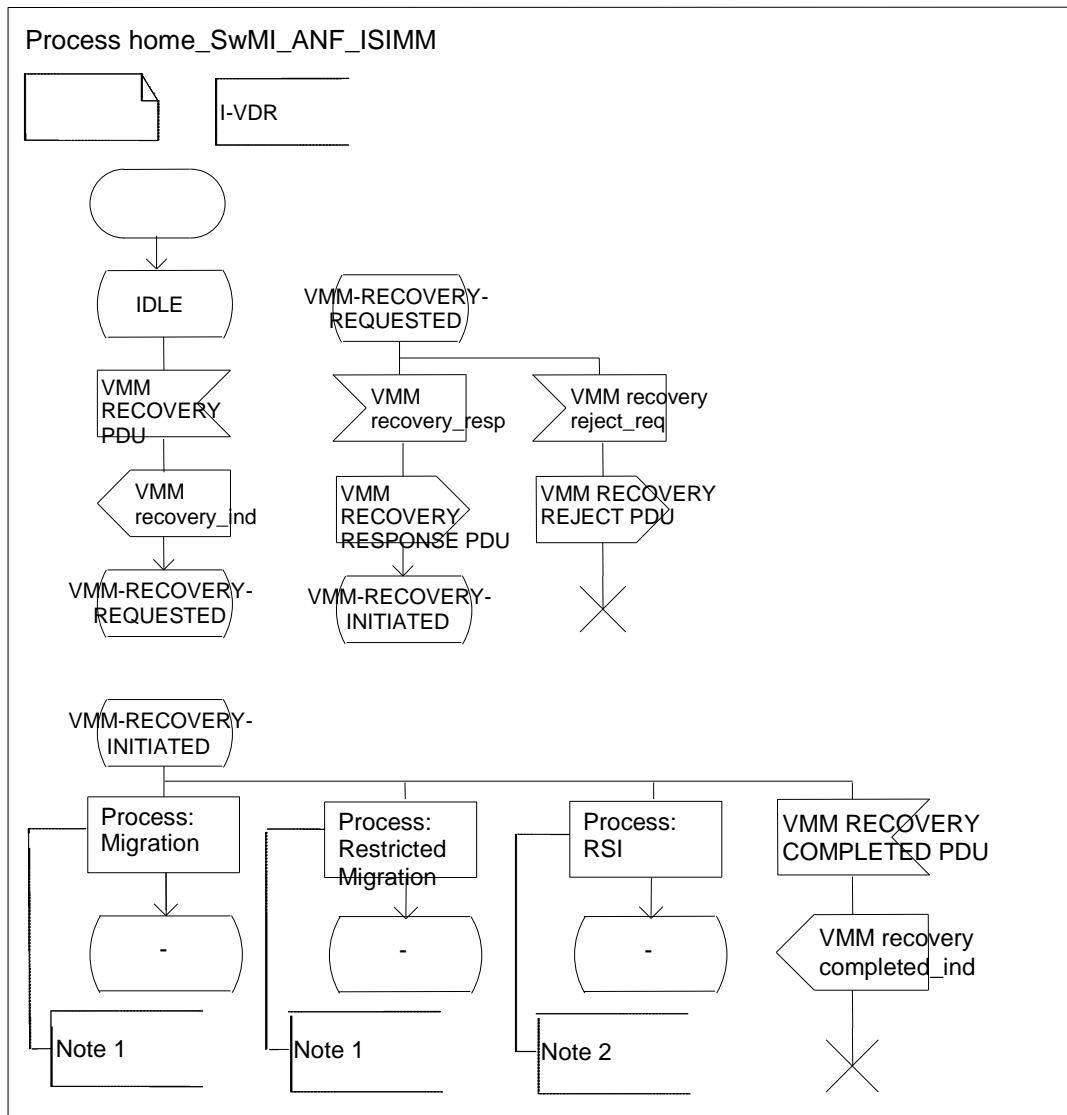 Process home_SwMI_ANF_ISIMM
I-VDR
IDLE
VMM
RECOVERY
PDU
VMM
recovery_ind
VMM-RECOVERY-
REQUESTED
VMM-RECOVERY-
REQUESTED
VMM
recovery_resp
VMM
RECOVERY
RESPONSE PDU
VMM-RECOVERY-
INITIATED
VMM recovery
reject_req
VMM RECOVERY
REJECT PDU
VMM-RECOVERY-
INITIATED
Process:
Migration
-
Note 1
Process:
Restricted
Migration
-
Note 1
Process:
RSI
-
Note 2
VMM RECOVERY
COMPLETED PDU
VMM recovery
completed_ind